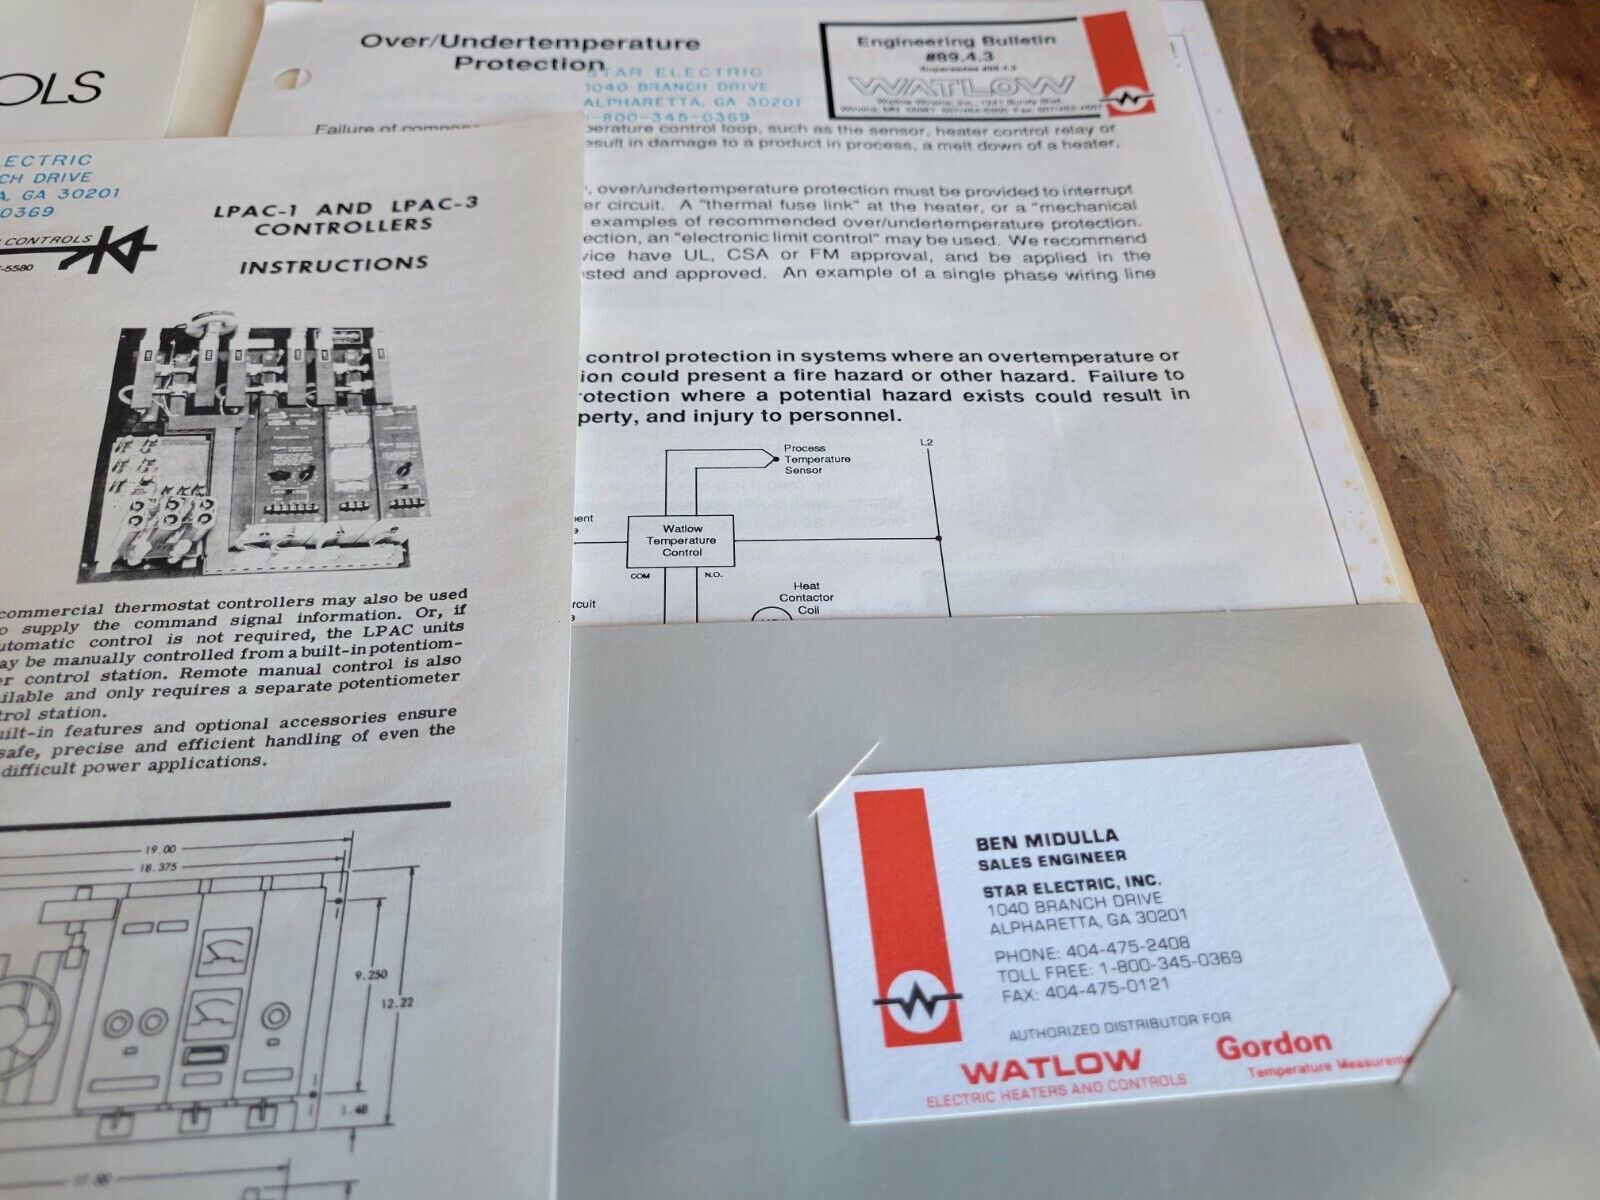 OLS
Over/Undertemperature
Protection
STAR ELECTRIC
1040 BRANCH DRIVE
ALPHARETTA, GA 30201
1-800-345-0369
Engineering Bulletin
#89.4.3
WATLOW
Failure of
perature control loop, such as the sensor, heater control relay or
esult in damage to a product in process, a melt down of a heater,
, over/undertemperature protection must be provided to interrupt
er circuit. A "thermal fuse link" at the heater, or a "mechanical
examples of recommended over/undertemperature protection.
ection, an "electronic limit control" may be used. We recommend
vice have UL, CSA or FM approval, and be applied in the
sted and approved. An example of a single phase wiring line
control protection in systems where an overtemperature or
ion could present a fire hazard or other hazard. Failure to
rotection where a potential hazard exists could result in
perty, and injury to personnel.
L2
Process
Temperature
Sensor
ent
Watlow
Temperature
Control
COM
N.O.
rcuit
Heat
Contactor
Coil
ECTRIC
CH DRIVE
A, GA 30201
0369
CONTROLS
-5580
LPAC-1 AND LPAC-3
CONTROLLERS
INSTRUCTIONS
commercial thermostat controllers may also be used
o supply the command signal information. Or, if
utomatic control is not required, the LPAC units
ay be manually controlled from a built-in potentiom-
er control station. Remote manual control is also
ilable and only requires a separate potentiometer
trol station.
uilt-in features and optional accessories ensure
safe, precise and efficient handling of even the
difficult power applications.
19.00
18.375
9.250
12.22
1.48
BEN MIDULLA
SALES ENGINEER
STAR ELECTRIC, INC.
1040 BRANCH DRIVE
ALPHARETTA, GA 30201
PHONE: 404-475-2408
TOLL FREE: 1-800-345-0369
FAX: 404-475-0121
AUTHORIZED DISTRIBUTOR FOR
WATLOW
ELECTRIC HEATERS AND CONTROLS
Gordon
Temperature Measureme